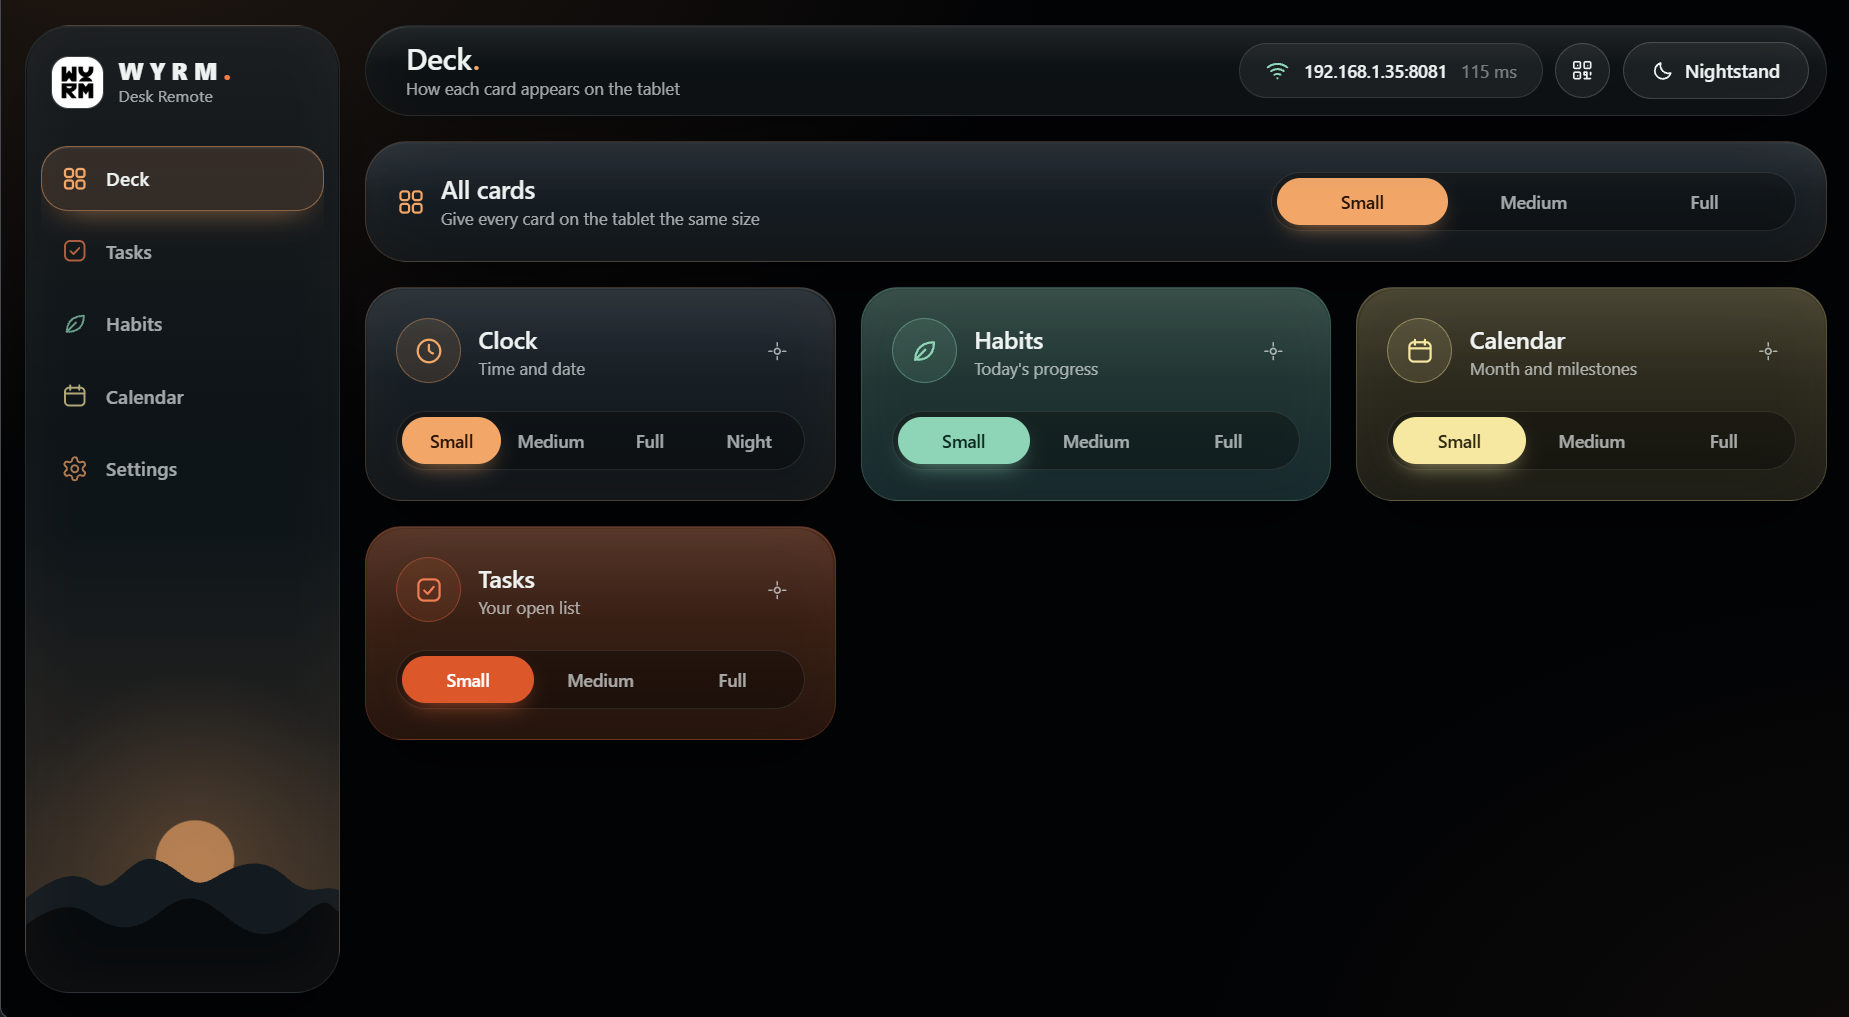 WYRM
WYRM.
Desk Remote
Deck
Tasks
Habits
Calendar
Settings
Deck.
How each card appears on the tablet
192.168.1.35:8081 115 ms
Nightstand
All cards
Give every card on the tablet the same size
Small Medium Full
Clock
Time and date
Small Medium Full Night
Habits
Today's progress
Small Medium Full
Calendar
Month and milestones
Small Medium Full
Tasks
Your open list
Small Medium Full